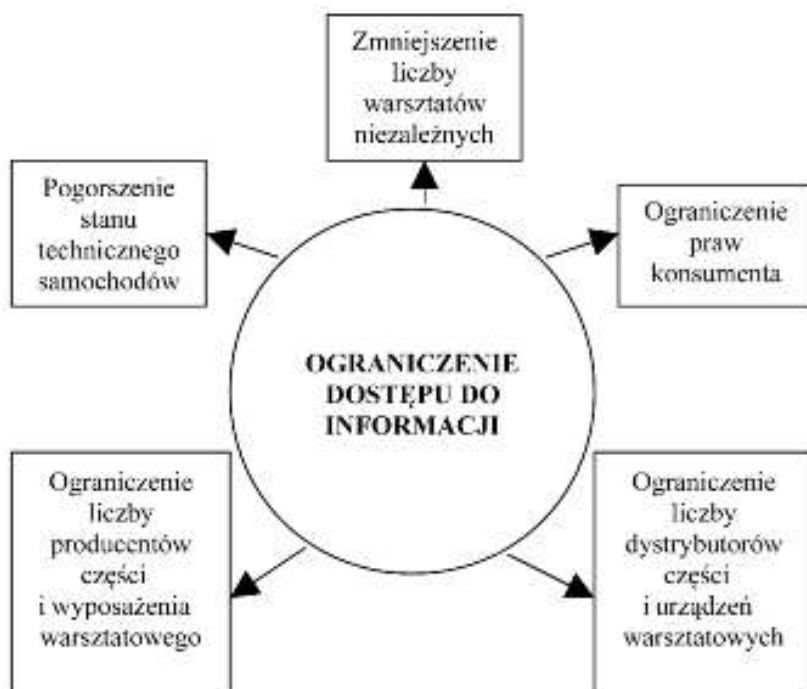 Zmniejszenie
liczby
warsztatów
niezależnych
Pogorszenie
stanu
technicznego
samochodów
Ograniczenie
praw
konsumenta
OGRANICZENIE
DOSTĘPU DO
INFORMACJI
Ograniczenie
liczby
producentów
części
i wyposażenia
warsztatowego
Ograniczenie
liczby
dystrybutorów
części
i urządzeń
warsztatowych